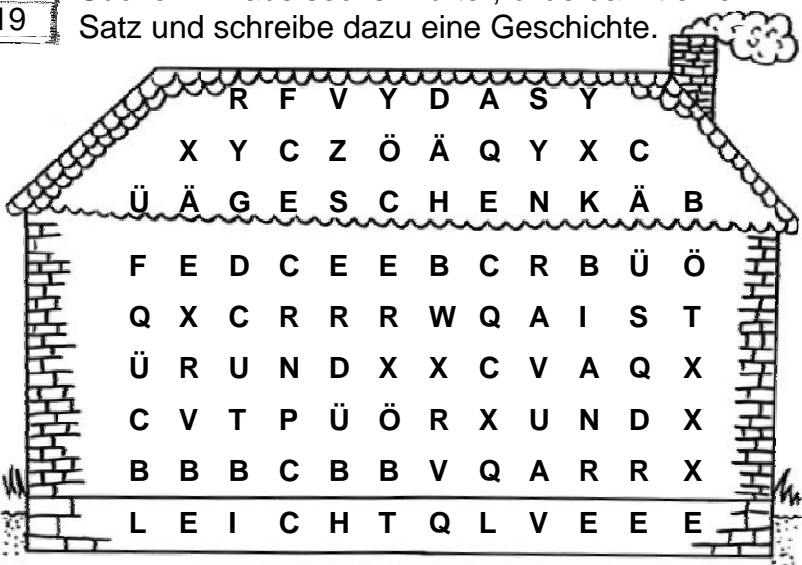 19
Satz und schreibe dazu eine Geschichte.
R F V Y D A S Y
X Y C Z Ö Ä Q Y X C
Ü Ä G E S C H E N K Ä B
F E D C E E B C R B Ü Ö
Q X C R R R W Q A I S T
Ü R U N D X X C V A Q X
C V T P Ü Ö R X U N D X
B B B C B B V Q A R R X
L E I C H T Q L V E E E